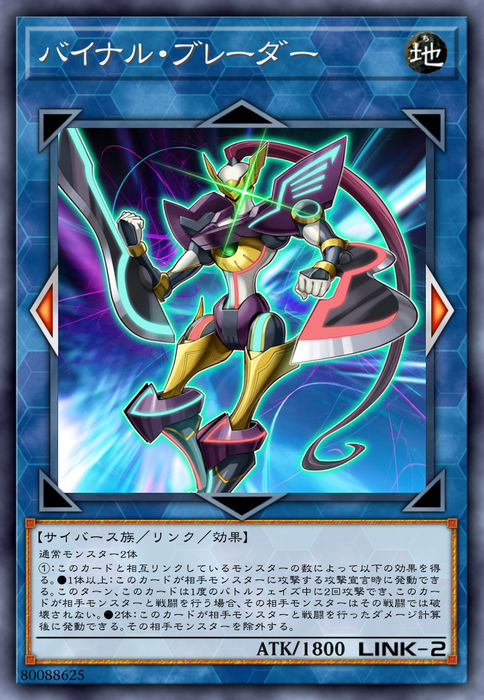 バイナル・ブレーダー
ち
地
【サイバース族／リンク／効果】
通常モンスター2体
①：このカードと相互リンクしているモンスターの数によって以下の効果を得
る。●1体以上：このカードが相手モンスターに攻撃する攻撃宣言時に発動でき
る。このターン、このカードは1度のバトルフェイズ中に2回攻撃でき、このカー
ドが相手モンスターと戦闘を行う場合、その相手モンスターはその戦闘では破
壊されない。●2体：このカードが相手モンスターと戦闘を行ったダメージ計算
後に発動できる。その相手モンスターを除外する。
ATK/1800 LINK-2
80088625